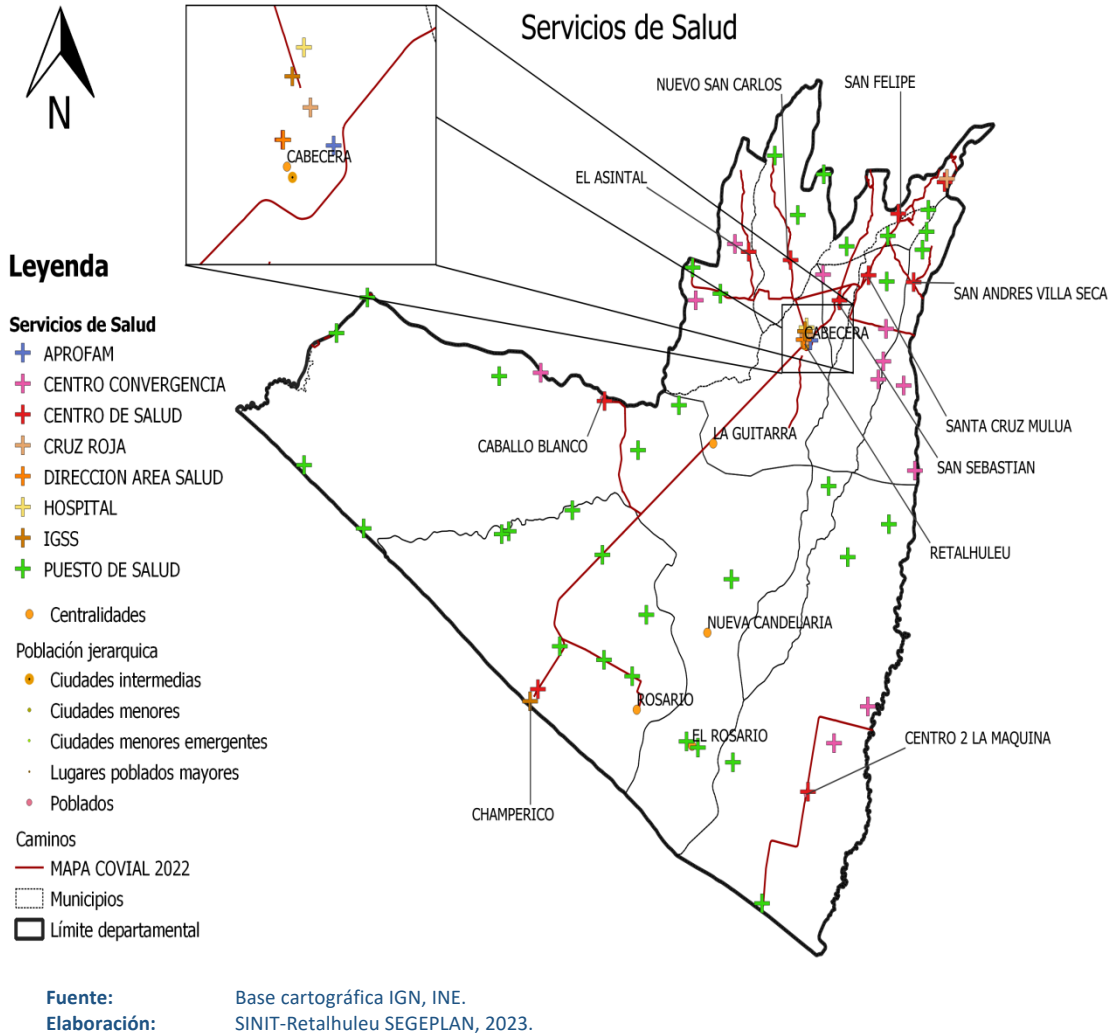 Servicios de Salud
N
CABECERA
NUEVO SAN CARLOS
SAN FELIPE
EL ASINTAL
SAN ANDRES VILLA SECA
CABECERA
SANTA CRUZ MULUA
LA GUITARRA
CABALLO BLANCO
SAN SEBASTIAN
RETALHULEU
NUEVA CANDELARIA
ROSARIO
EL ROSARIO
CENTRO 2 LA MAQUINA
CHAMPERICO
Leyenda
Servicios de Salud
APROFAM
CENTRO CONVERGENCIA
CENTRO DE SALUD
CRUZ ROJA
DIRECCION AREA SALUD
HOSPITAL
IGSS
PUESTO DE SALUD
Centralidades
Población jerarquica
Ciudades intermedias
Ciudades menores
Ciudades menores emergentes
Lugares poblados mayores
Poblados
Caminos
MAPA COVIAL 2022
Municipios
Límite departamental
Fuente: Base cartográfica IGN, INE.
Elaboración: SINIT-Retalhuleu SEGEPLAN, 2023.